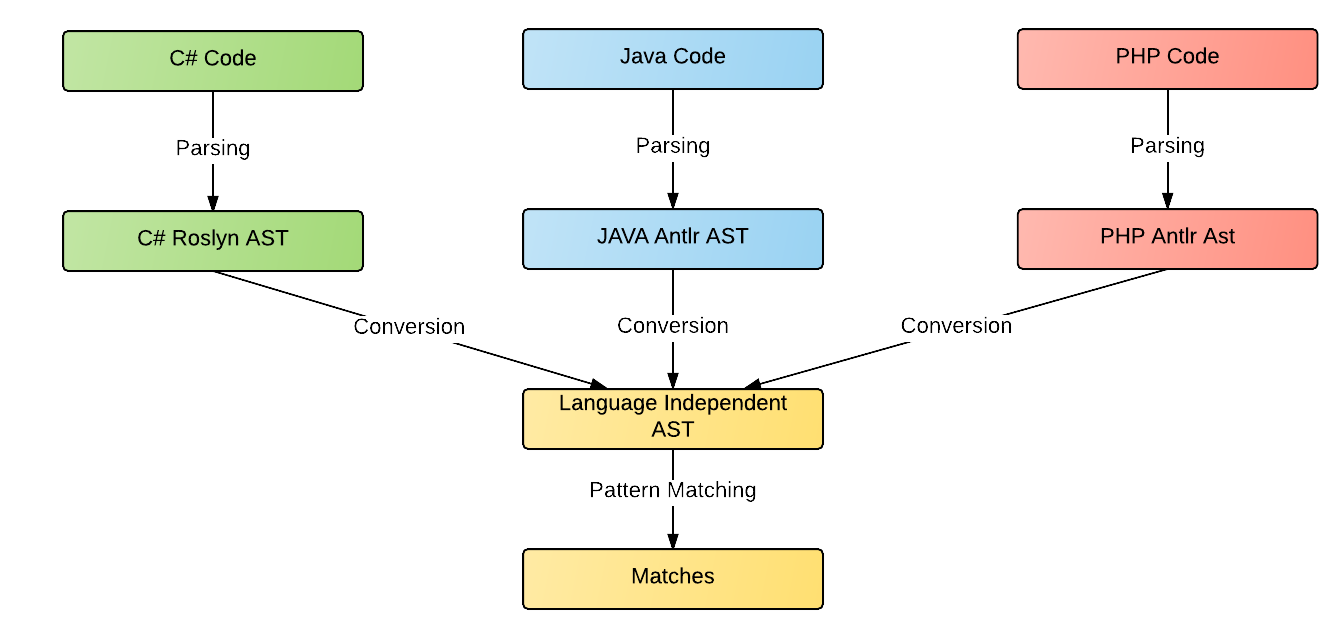 C# Code
Java Code
PHP Code
Parsing
Parsing
Parsing
C# Roslyn AST
JAVA Antlr AST
PHP Antlr Ast
Conversion
Conversion
Conversion
Language Independent
AST
Pattern Matching
Matches